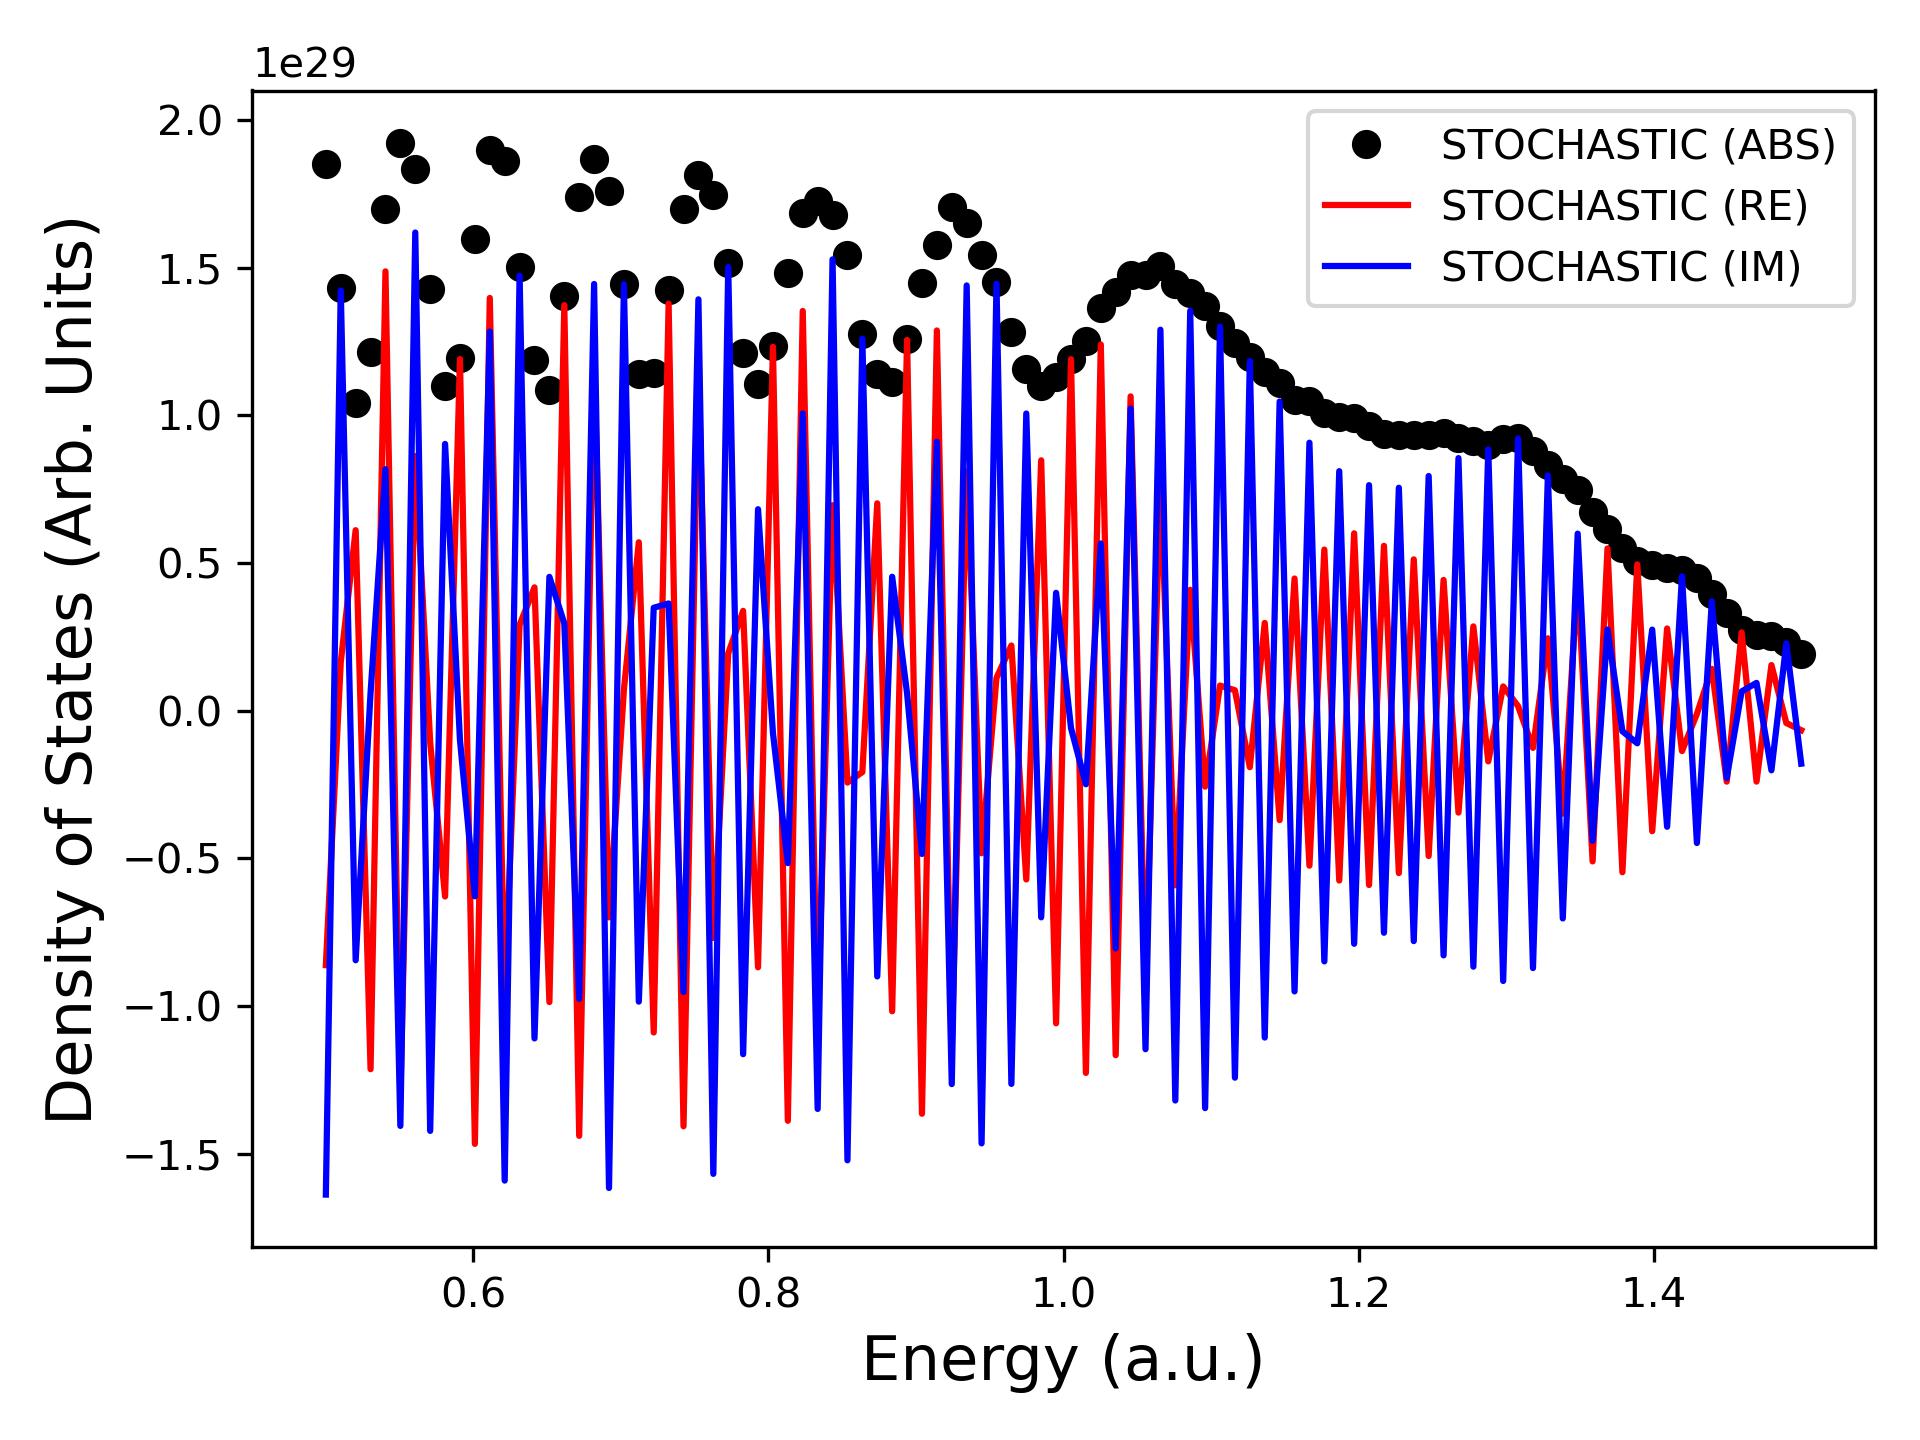 1e29
2.0
1.5
1.0
0.5
0.0
−0.5
−1.0
−1.5
Density of States (Arb. Units)
STOCHASTIC (ABS)
STOCHASTIC (RE)
STOCHASTIC (IM)
0.6 0.8 1.0 1.2 1.4
Energy (a.u.)